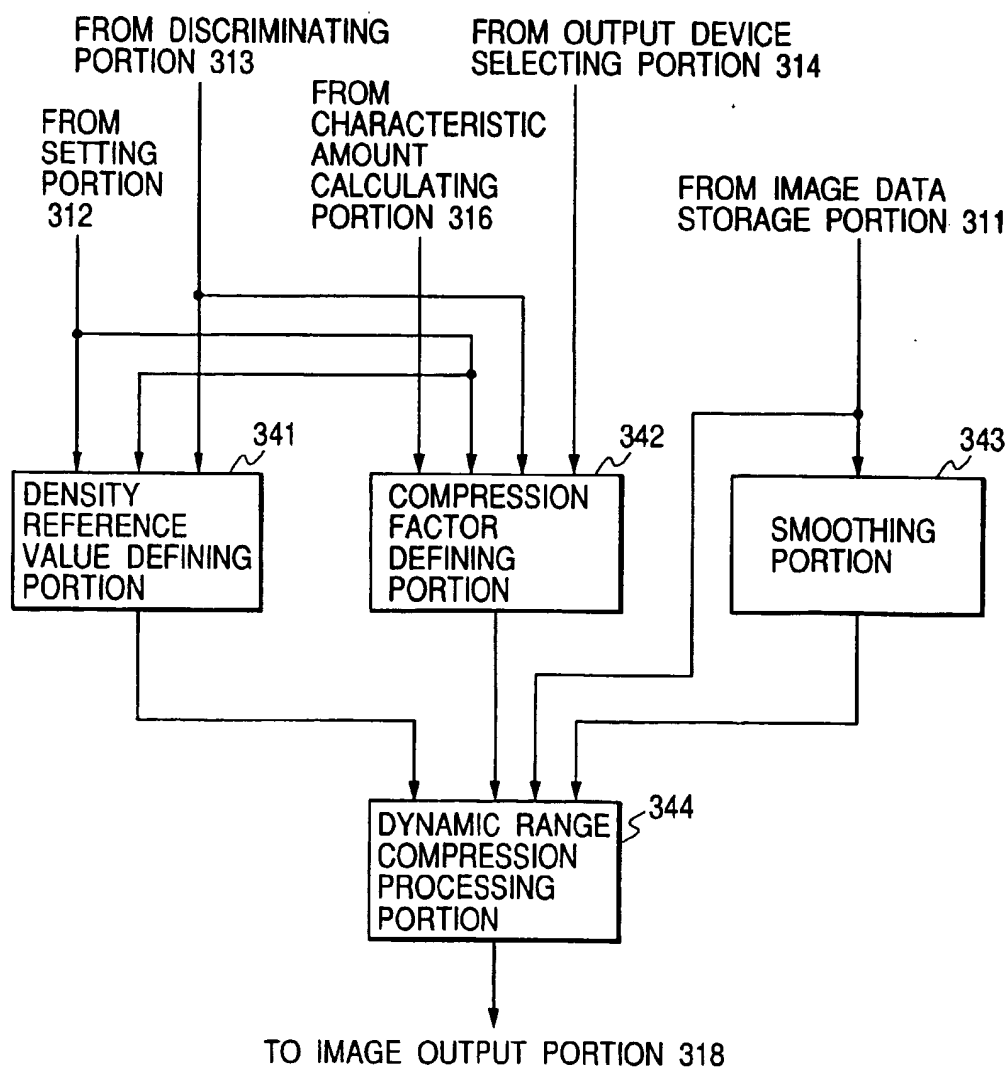 FROM DISCRIMINATING
PORTION 313
FROM OUTPUT DEVICE
SELECTING PORTION 314
FROM
SETTING
PORTION
312
FROM
CHARACTERISTIC
AMOUNT
CALCULATING
PORTION 316
FROM IMAGE DATA
STORAGE PORTION 311
341
DENSITY
REFERENCE
VALUE DEFINING
PORTION
342
COMPRESSION
FACTOR
DEFINING
PORTION
343
SMOOTHING
PORTION
344
DYNAMIC RANGE
COMPRESSION
PROCESSING
PORTION
TO IMAGE OUTPUT PORTION 318